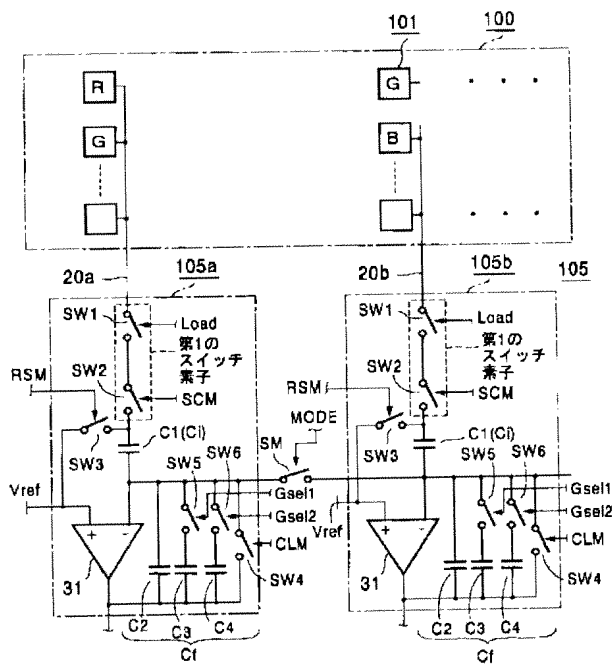 101
100
R
G
G
B
20a
105a
20b
105b
105
SW1
Load
第1の
スイッチ
素子
SW2
SCM
RSM
SW3
C1(Ci)
Vref
SW5
SW6
Gsel1
Gsel2
CLM
SW4
+
-
31
C2
C3
C4
Cf
MODE
SM
SW1
Load
第1の
スイッチ
素子
SW2
SCM
RSM
SW3
C1(Ci)
Vref
SW5
SW6
Gsel1
Gsel2
CLM
SW4
+
-
31
C2
C3
C4
Cf